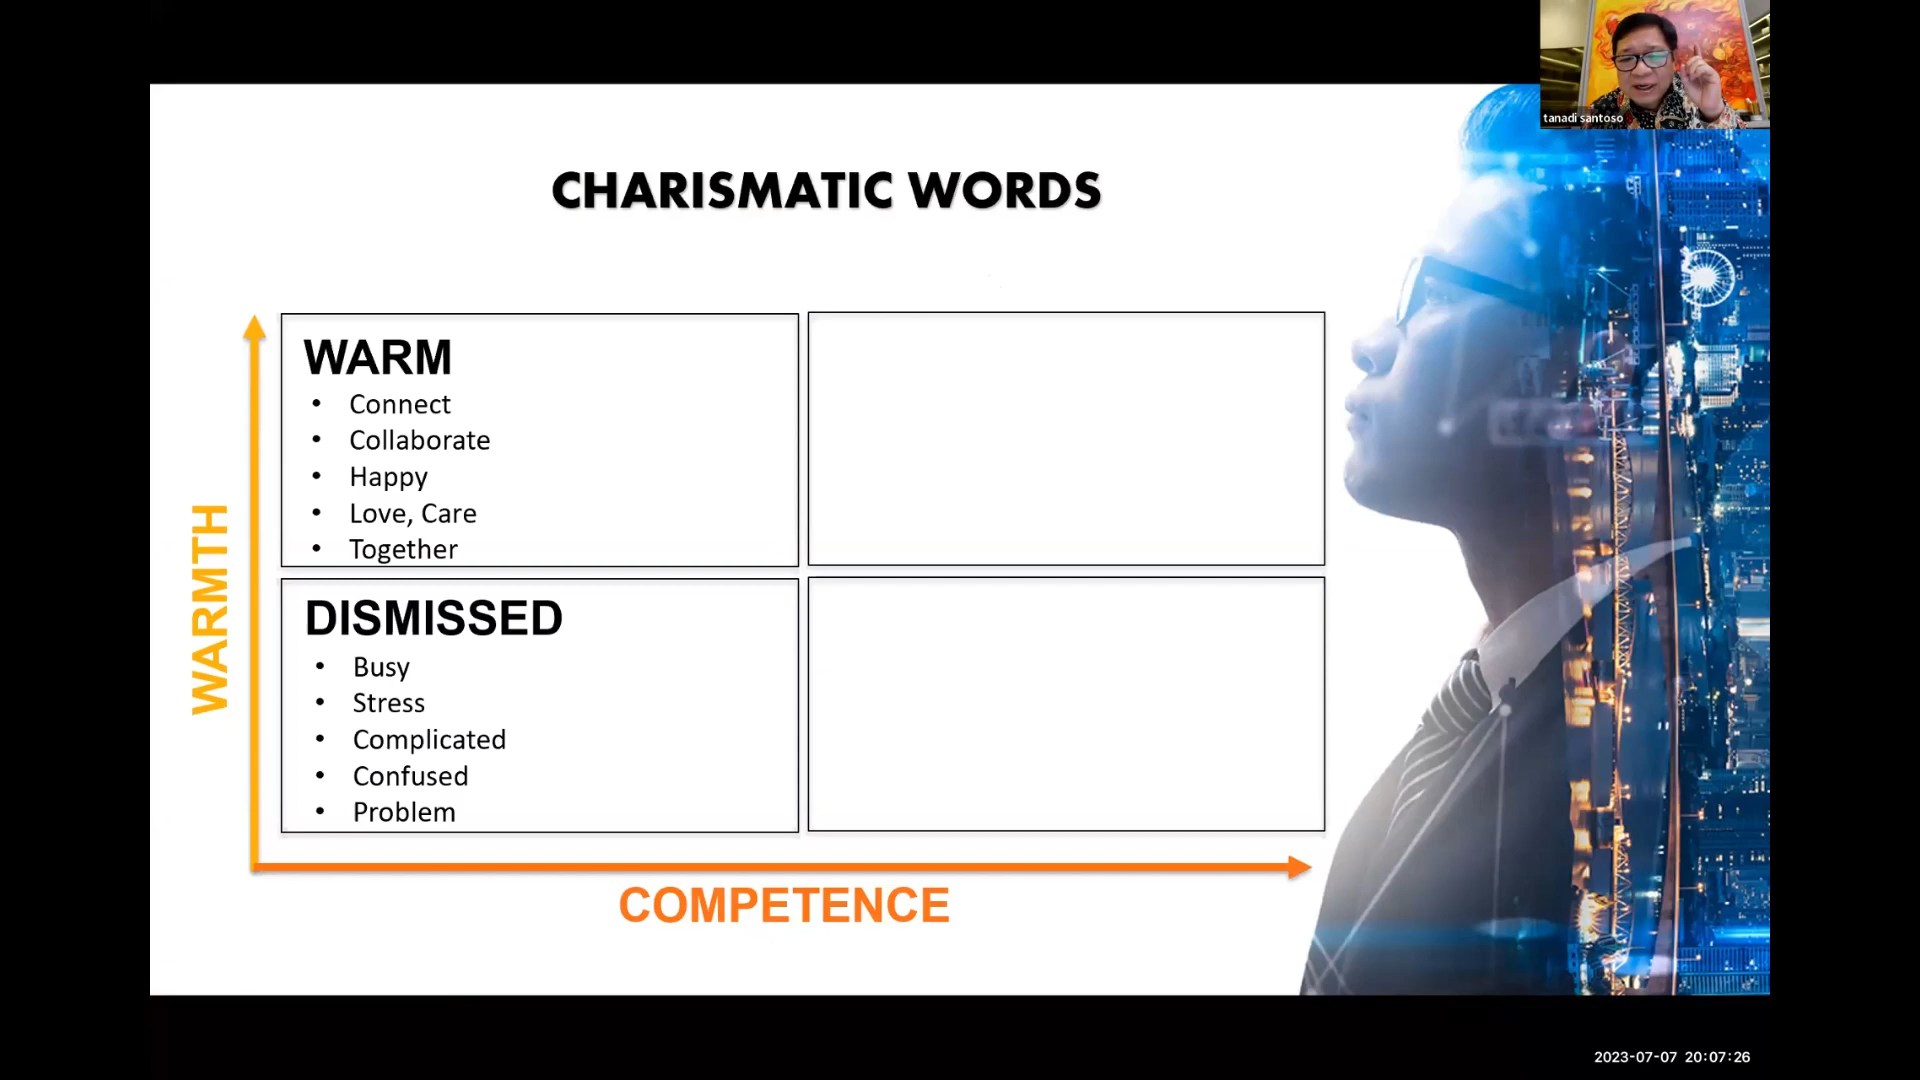 tanadi santoso
CHARISMATIC WORDS
WARMTH
WARM
• Connect
• Collaborate
• Happy
• Love, Care
• Together
DISMISSED
• Busy
• Stress
• Complicated
• Confused
• Problem
COMPETENCE
2023-07-07 20:07:26